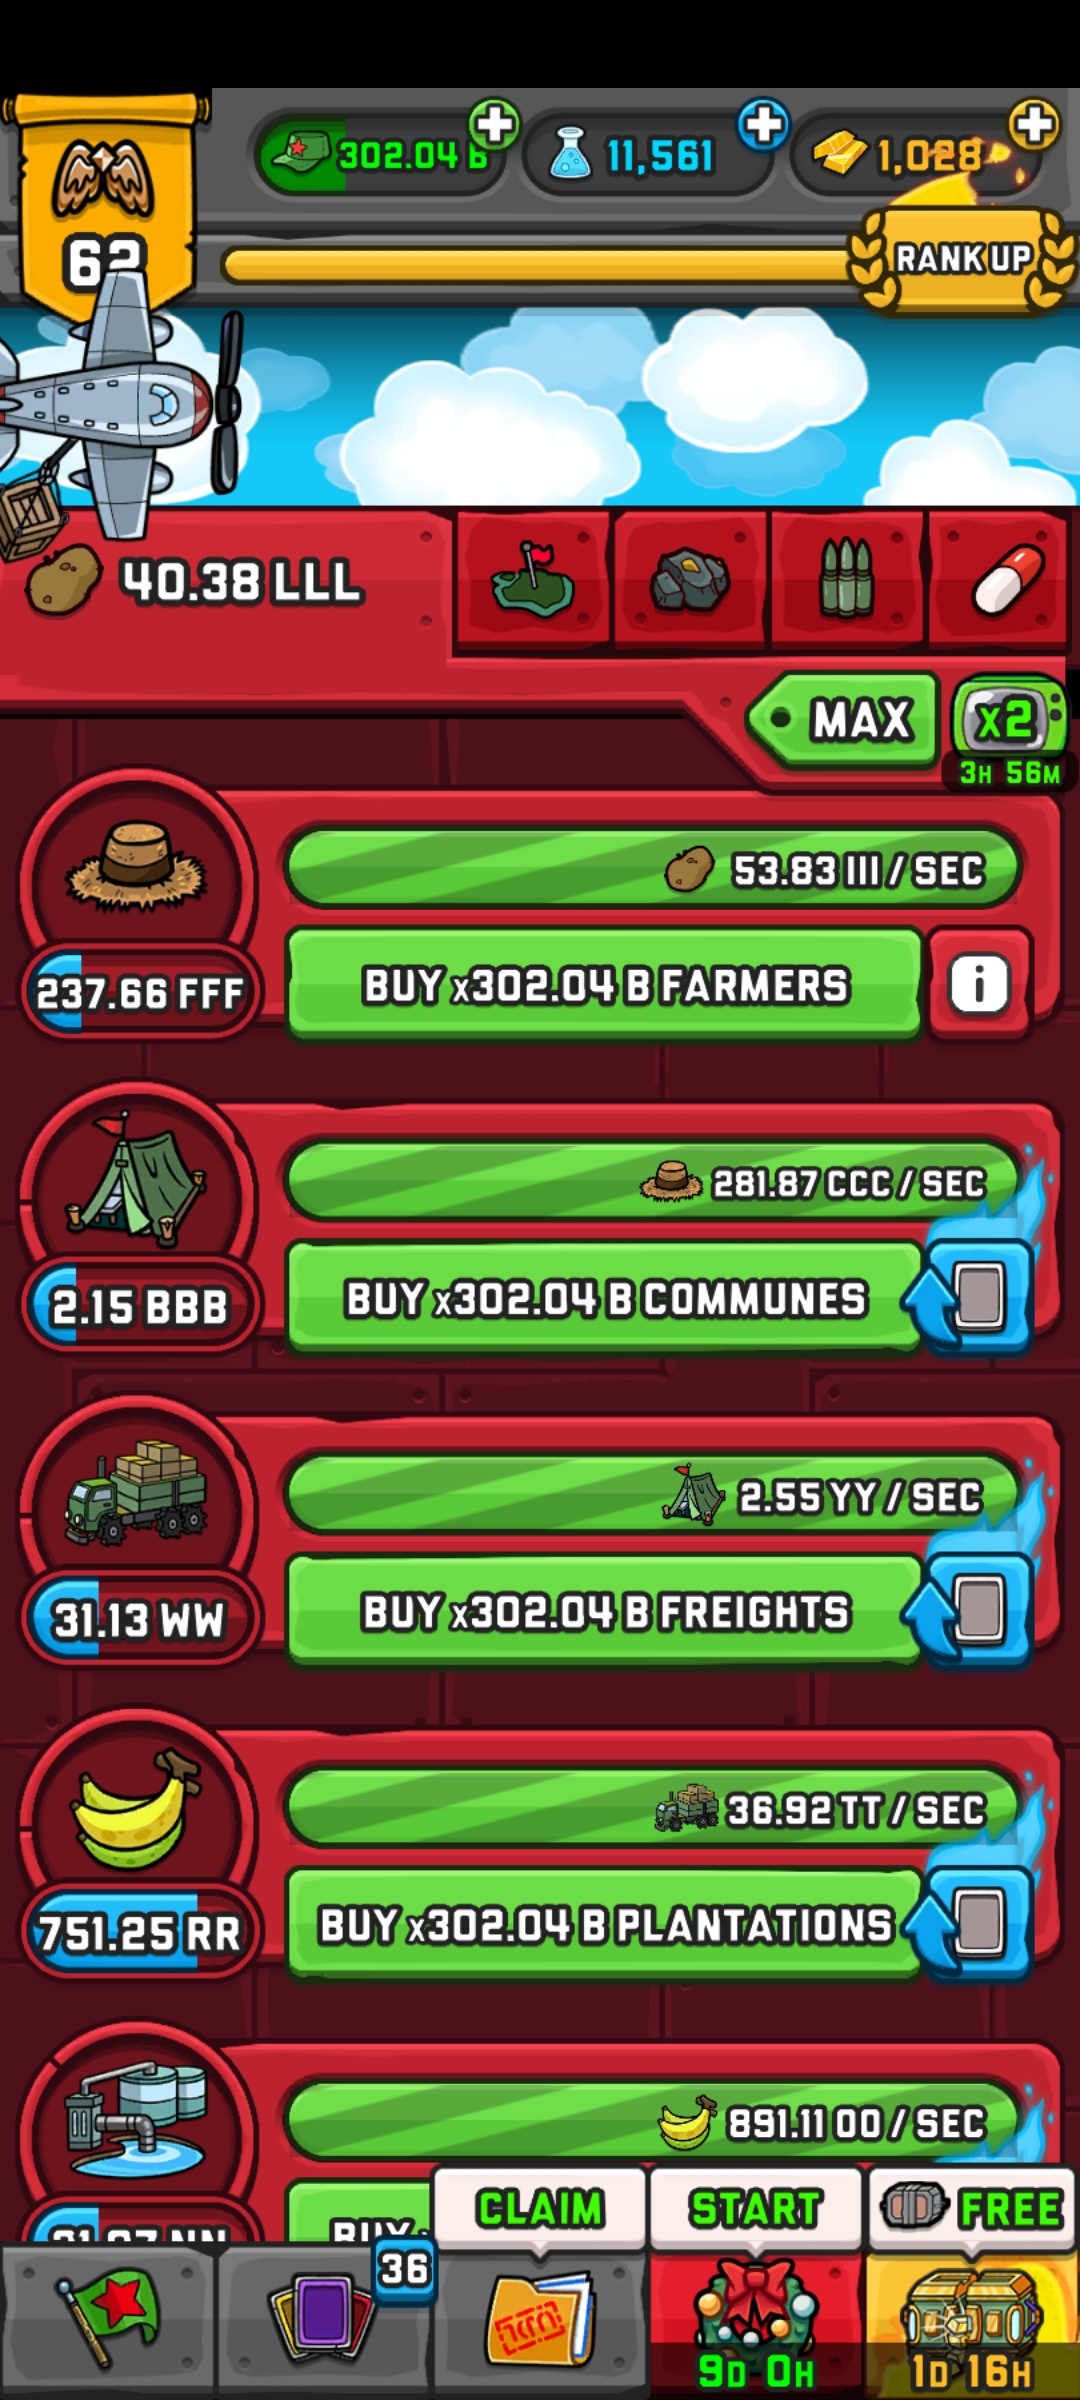 302.04 B
11,561
1,028
62
RANK UP
40.38 LLL
MAX
x2
3H 56M
53.83 III / SEC
237.66 FFF
BUY x302.04 B FARMERS
i
281.87 CCC / SEC
2.15 BBB
BUY x302.04 B COMMUNES
2.55 YY / SEC
31.13 WW
BUY x302.04 B FREIGHTS
36.92 TT / SEC
751.25 RR
BUY x302.04 B PLANTATIONS
891.11 OO / SEC
BUY
CLAIM
START
FREE
36
9D 0H
1D 16H